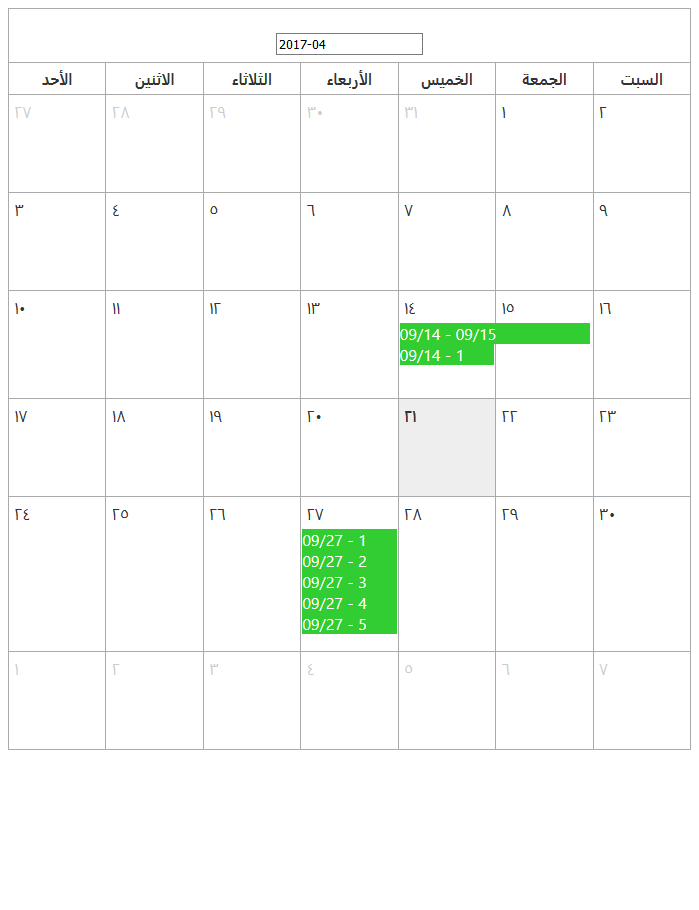 2017-04
الأحد الاثنين الثلاثاء الأربعاء الخميس الجمعة السبت
٢٧ ٢٨ ٢٩ ٣٠ ٣١ ١ ٢
٣ ٤ ٥ ٦ ٧ ٨ ٩
١٠ ١١ ١٢ ١٣ ١٤ ١٥ ١٦
09/14 - 09/15
09/14 - 1
١٧ ١٨ ١٩ ٢٠ ٢١ ٢٢ ٢٣
٢٤ ٢٥ ٢٦ ٢٧ ٢٨ ٢٩ ٣٠
09/27 - 1
09/27 - 2
09/27 - 3
09/27 - 4
09/27 - 5
١ ٢ ٣ ٤ ٥ ٦ ٧